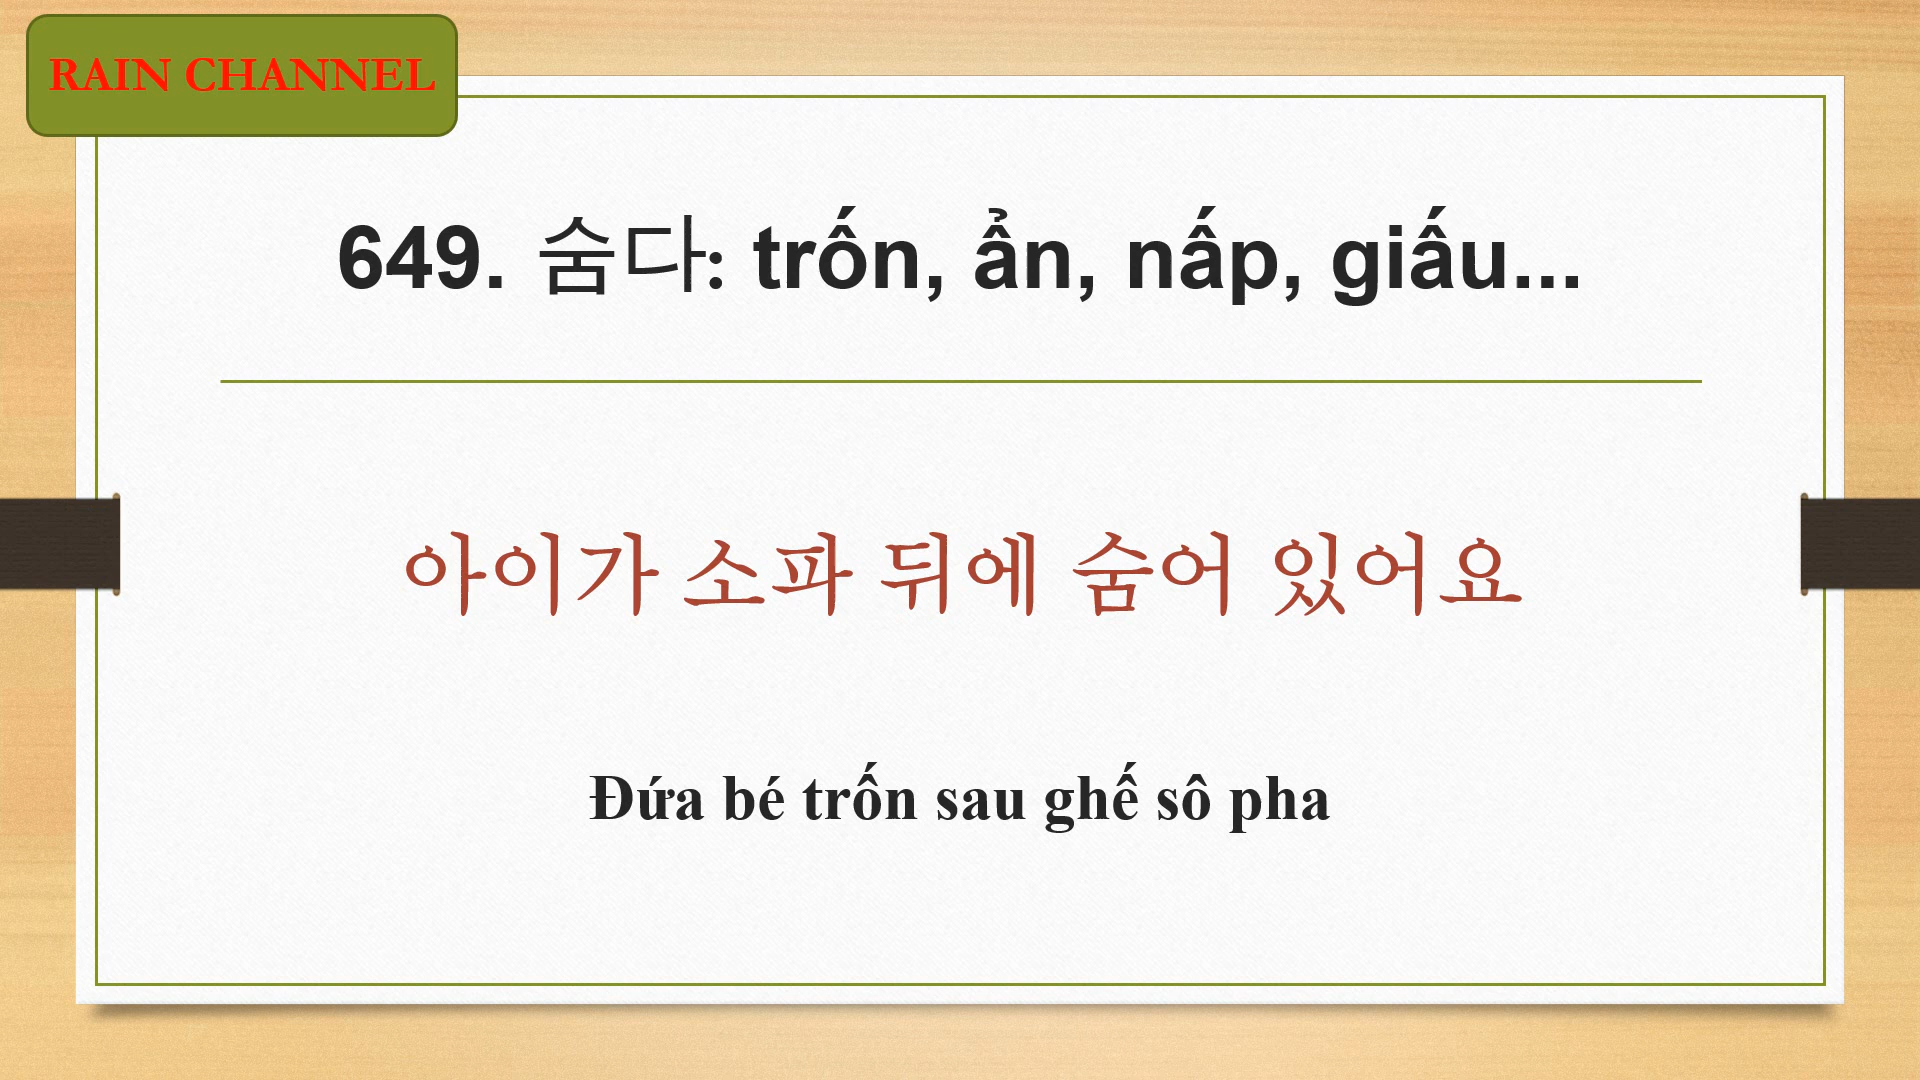 RAIN CHANNEL
649. 숨다: trốn, ẩn, nấp, giấu...
아이가 소파 뒤에 숨어 있어요
Đứa bé trốn sau ghế sô pha